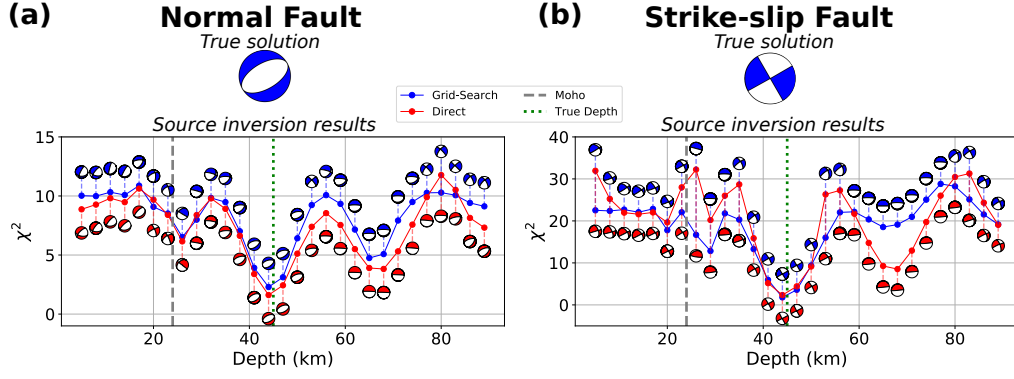 (a) Normal Fault
True solution
(b) Strike-slip Fault
True solution
Grid-Search
Direct
Moho
True Depth
Source inversion results
15
10
5
0
χ²
20
40
60
80
Depth (km)
Source inversion results
40
30
20
10
0
χ²
20
40
60
80
Depth (km)